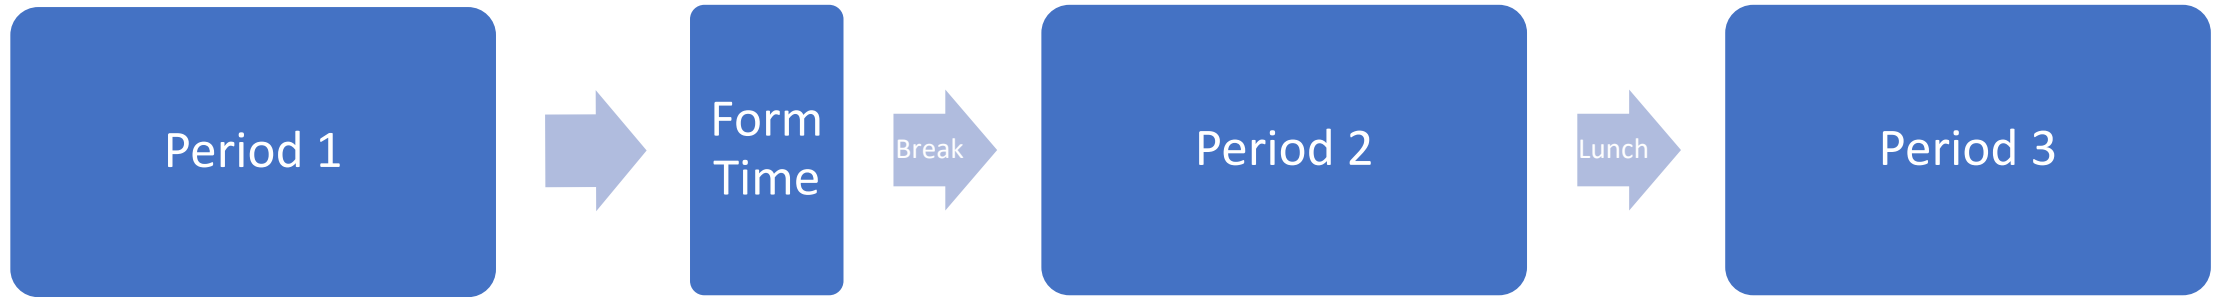 Period 1
Form
Time
Break
Period 2
Lunch
Period 3